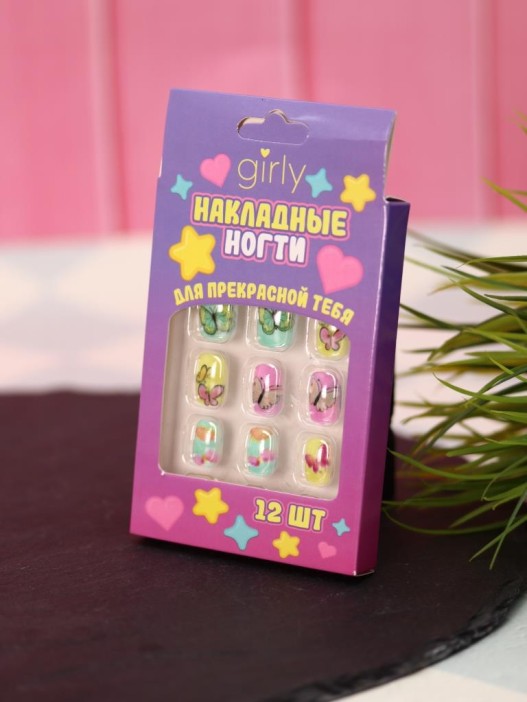 girly
НАКЛАДНЫЕ
НОГТИ
ДЛЯ ПРЕКРАСНОЙ ТЕБЯ
12 ШТ